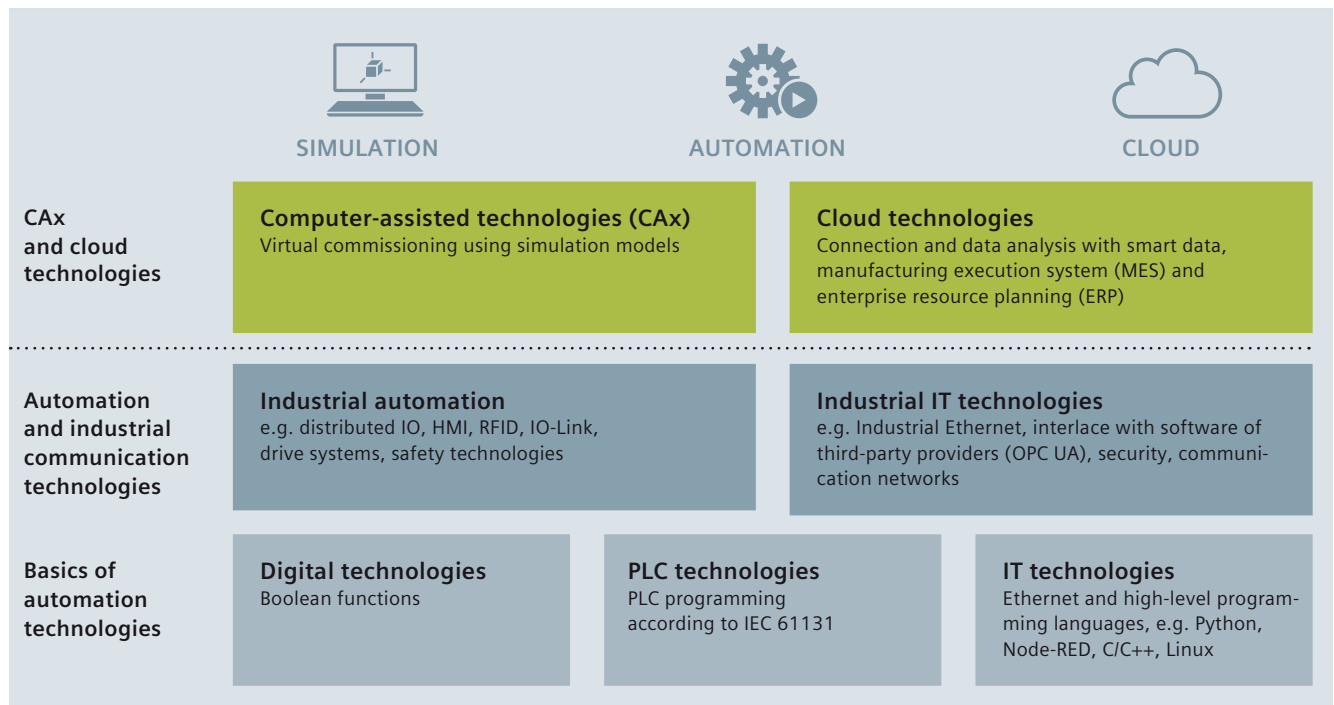 SIMULATION
AUTOMATION
CLOUD
CAx
and cloud
technologies
Computer-assisted technologies (CAx)
Virtual commissioning using simulation models
Cloud technologies
Connection and data analysis with smart data,
manufacturing execution system (MES) and
enterprise resource planning (ERP)
Automation
and industrial
communication
technologies
Industrial automation
e.g. distributed IO, HMI, RFID, IO-Link,
drive systems, safety technologies
Industrial IT technologies
e.g. Industrial Ethernet, interlace with software of
third-party providers (OPC UA), security, communi-
cation networks
Basics of
automation
technologies
Digital technologies
Boolean functions
PLC technologies
PLC programming
according to IEC 61131
IT technologies
Ethernet and high-level program-
ming languages, e.g. Python,
Node-RED, C/C++, Linux